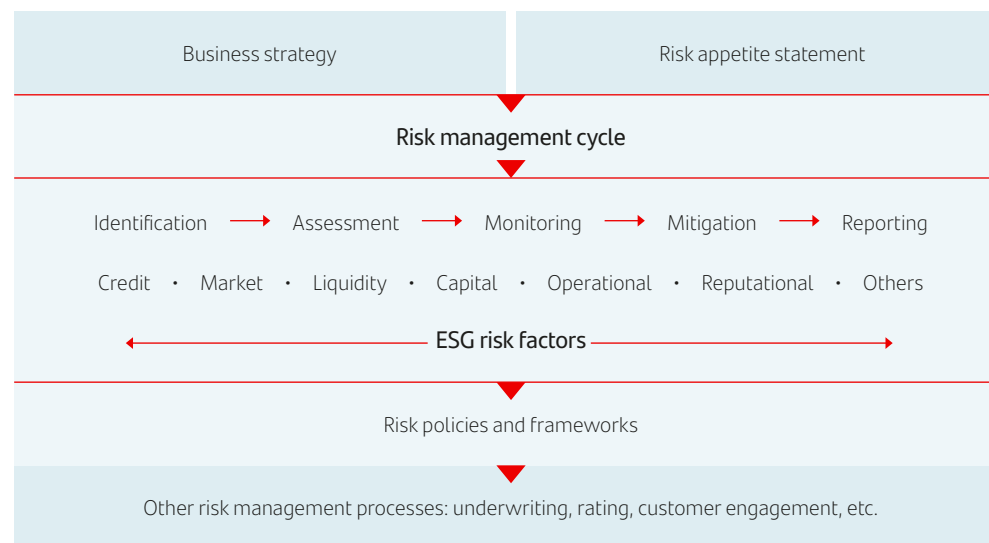 Business strategy
Risk appetite statement
Risk management cycle
Identification Assessment Monitoring Mitigation Reporting
Credit • Market • Liquidity • Capital • Operational • Reputational • Others
ESG risk factors
Risk policies and frameworks
Other risk management processes: underwriting, rating, customer engagement, etc.